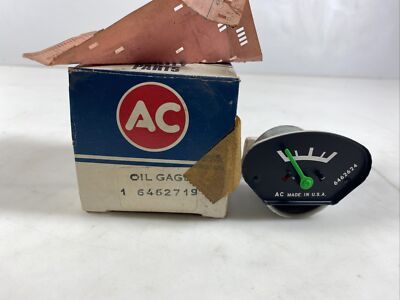 PARTS
AC
OIL GAGE
1 6462719
6462624
AC MADE IN U.S.A.